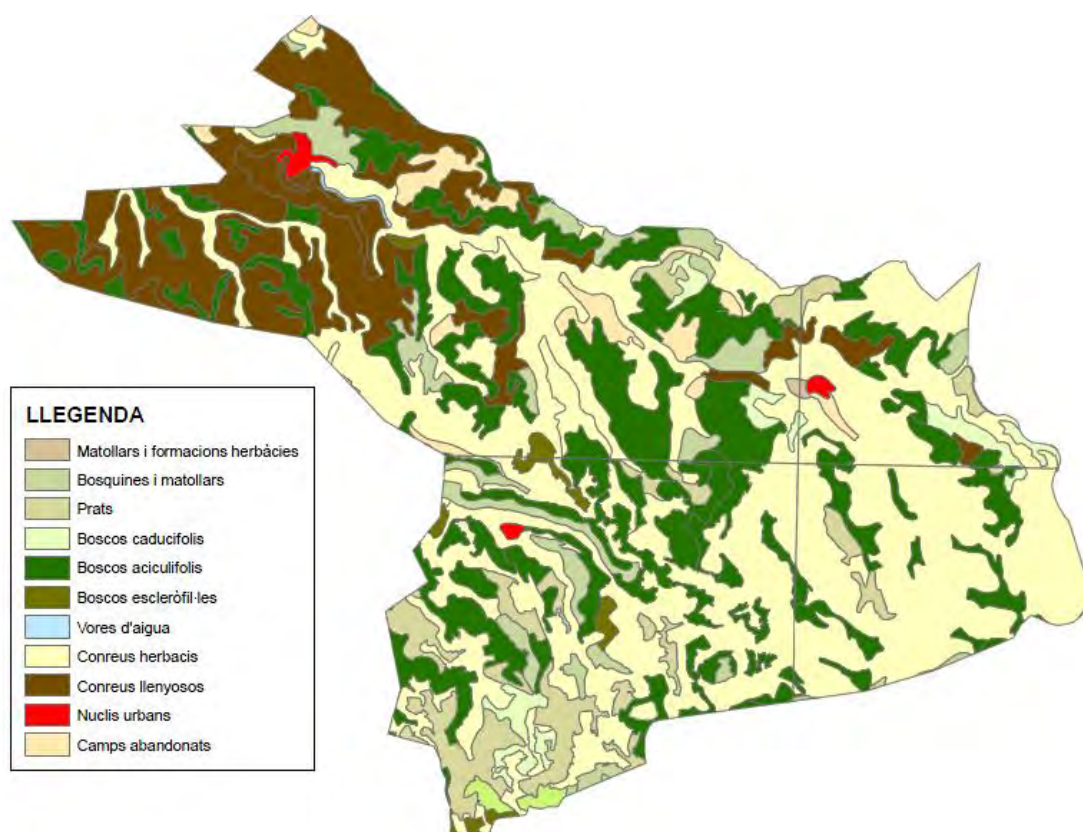 LLEGENDA
Matollars i formacions herbàcies
Bosquines i matollars
Prats
Boscos caducifolis
Boscos aciculifolis
Boscos escleròfil·les
Vores d'aigua
Conreus herbacis
Conreus llenyosos
Nuclis urbans
Camps abandonats